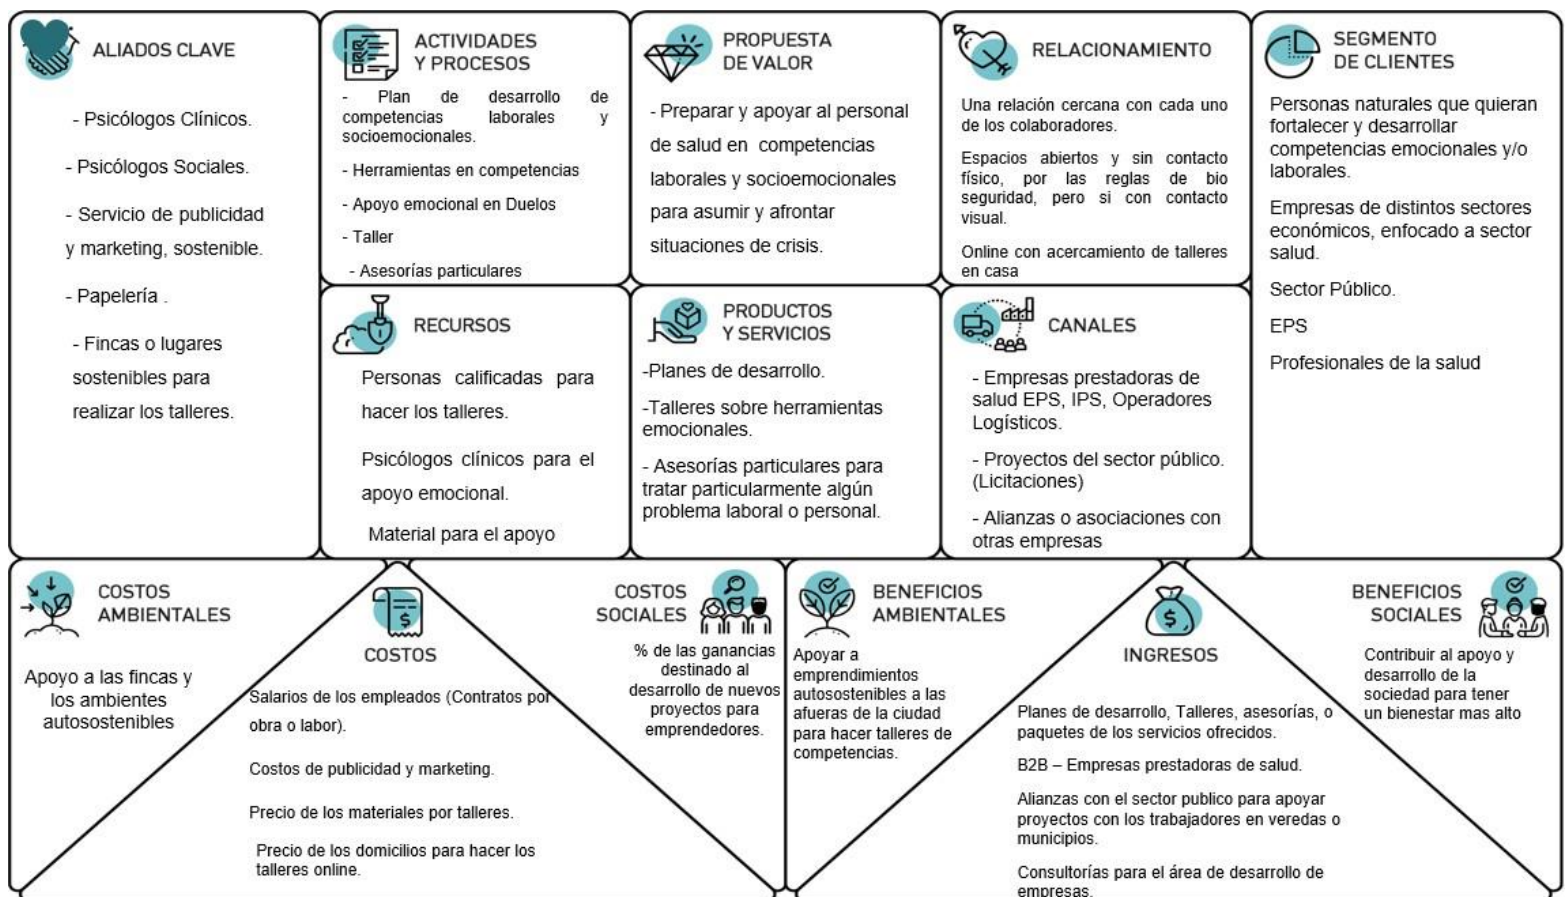 ALIADOS CLAVE
- Psicólogos Clínicos.
- Psicólogos Sociales.
- Servicio de publicidad
y marketing, sostenible.
- Papelería .
- Fincas o lugares
sostenibles para
realizar los talleres.
ACTIVIDADES
Y PROCESOS
- Plan de desarrollo de
competencias laborales y
socioemocionales.
- Herramientas en competencias
- Apoyo emocional en Duelos
- Taller
- Asesorías particulares
RECURSOS
Personas calificadas para
hacer los talleres.
Psicólogos clínicos para el
apoyo emocional.
Material para el apoyo
PROPUESTA
DE VALOR
- Preparar y apoyar al personal
de salud en competencias
laborales y socioemocionales
para asumir y afrontar
situaciones de crisis.
PRODUCTOS
Y SERVICIOS
-Planes de desarrollo.
-Talleres sobre herramientas
emocionales.
- Asesorías particulares para
tratar particularmente algún
problema laboral o personal.
RELACIONAMIENTO
Una relación cercana con cada uno
de los colaboradores.
Espacios abiertos y sin contacto
físico, por las reglas de bio
seguridad, pero si con contacto
visual.
Online con acercamiento de talleres
en casa
CANALES
- Empresas prestadoras de
salud EPS, IPS, Operadores
Logísticos.
- Proyectos del sector público.
(Licitaciones)
- Alianzas o asociaciones con
otras empresas
SEGMENTO
DE CLIENTES
Personas naturales que quieran
fortalecer y desarrollar
competencias emocionales y/o
laborales.
Empresas de distintos sectores
económicos, enfocado a sector
salud.
Sector Público.
EPS
Profesionales de la salud
COSTOS
AMBIENTALES
Apoyo a las fincas y
los ambientes
autosostenibles
$
COSTOS
Salarios de los empleados (Contratos por
obra o labor).
Costos de publicidad y marketing.
Precio de los materiales por talleres.
Precio de los domicilios para hacer los
talleres online.
COSTOS
SOCIALES
% de las ganancias
destinado al
desarrollo de nuevos
proyectos para
emprendedores.
BENEFICIOS
AMBIENTALES
Apoyar a
emprendimientos
autosostenibles a las
afueras de la ciudad
para hacer talleres de
competencias.
$
INGRESOS
Planes de desarrollo, Talleres, asesorías, o
paquetes de los servicios ofrecidos.
B2B – Empresas prestadoras de salud.
Alianzas con el sector publico para apoyar
proyectos con los trabajadores en veredas o
municipios.
Consultorías para el área de desarrollo de
empresas.
BENEFICIOS
SOCIALES
Contribuir al apoyo y
desarrollo de la
sociedad para tener
un bienestar mas alto